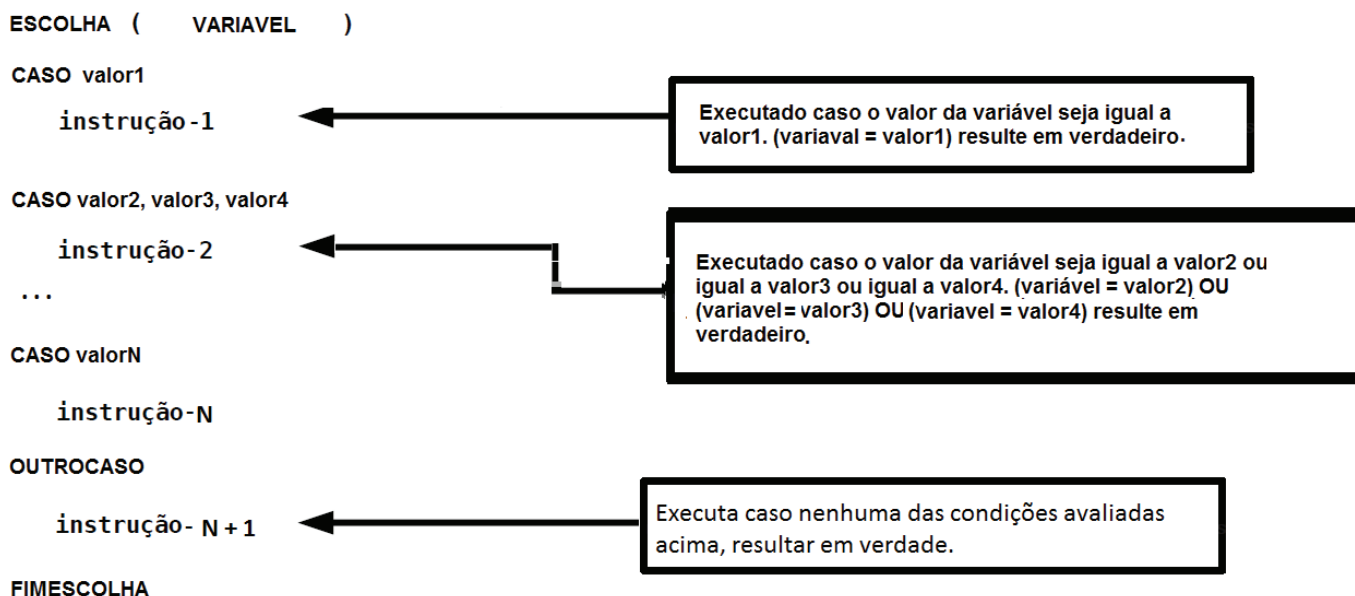 ESCOLHA ( VARIAVEL )
CASO valor1
instrução-1
Executado caso o valor da variável seja igual a
valor1. (variaval = valor1) resulte em verdadeiro.
CASO valor2, valor3, valor4
instrução-2
Executado caso o valor da variável seja igual a valor2 ou
igual a valor3 ou igual a valor4. (variável = valor2) OU
(variavel = valor3) OU (variavel = valor4) resulte em
verdadeiro.
...
CASO valorN
instrução-N
OUTROCASO
instrução- N + 1
Executa caso nenhuma das condições avaliadas
acima, resultar em verdade.
FIMESCOLHA